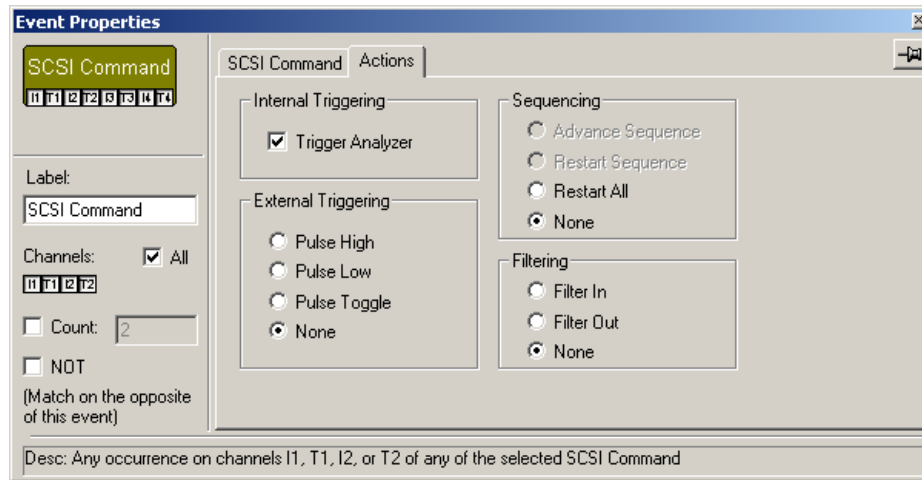 Event Properties
SCSI Command
I1 T1 I2 T2 I3 T3 I4 T4
Label:
SCSI Command
Channels: All
I1 T1 I2 T2
Count: 2
NOT
(Match on the opposite
of this event)
SCSI Command Actions
Internal Triggering
Trigger Analyzer
External Triggering
Pulse High
Pulse Low
Pulse Toggle
None
Sequencing
Advance Sequence
Restart Sequence
Restart All
None
Filtering
Filter In
Filter Out
None
Desc: Any occurrence on channels I1, T1, I2, or T2 of any of the selected SCSI Command